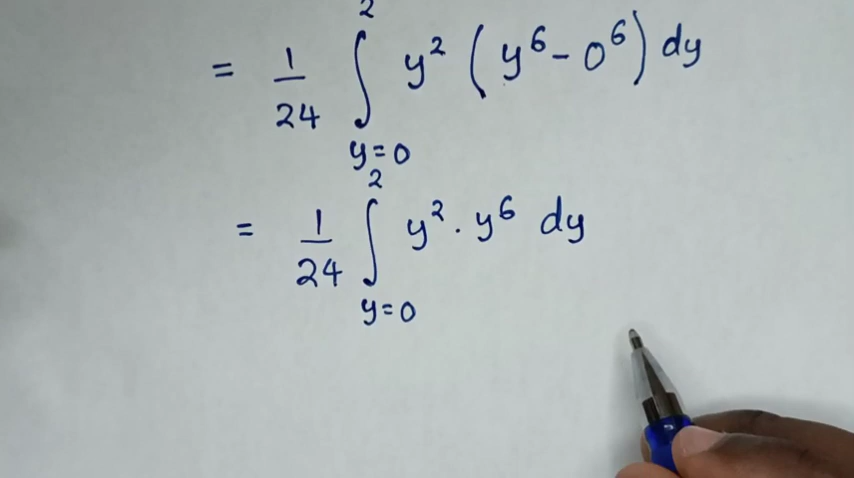 = 1/24 ∫_{y=0}^{2} y² (y⁶ - 0⁶) dy
= 1/24 ∫_{y=0}^{2} y² . y⁶ dy